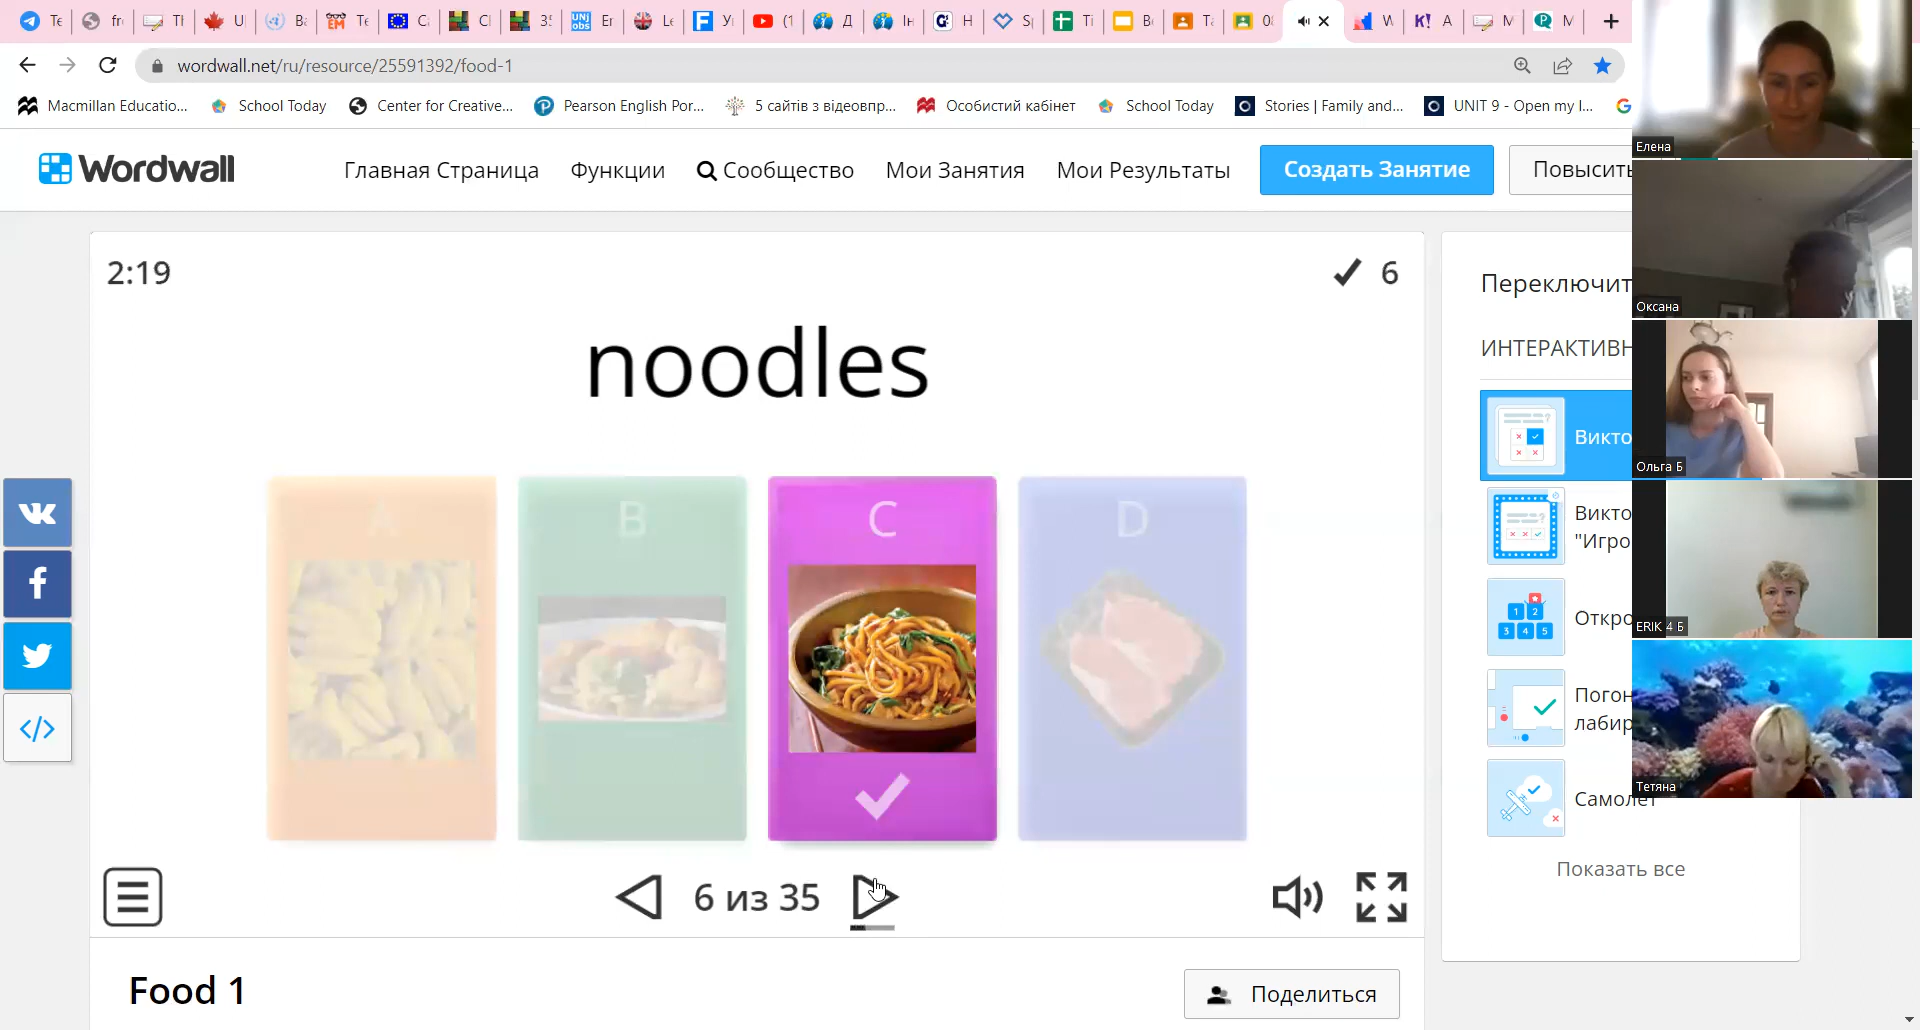 wordwall.net/ru/resource/25591392/food-1
Macmillan Educatio...
School Today
Center for Creative...
Pearson English Por...
5 сайтів з відеовпр...
Особистий кабінет
School Today
Stories | Family and...
UNIT 9 - Open my l...
Wordwall
Главная Страница
Функции
Сообщество
Мои Занятия
Мои Результаты
Создать Занятие
Повысить
2:19
6
noodles
A
B
C
D
6 из 35
Food 1
Поделиться
Переключит
ИНТЕРАКТИВН
Викто
Викто
"Игро
Откро
Погон
лабир
Самолет
Показать все
Елена
Оксана
Ольга Б
ERIK 4 Б
Тетяна